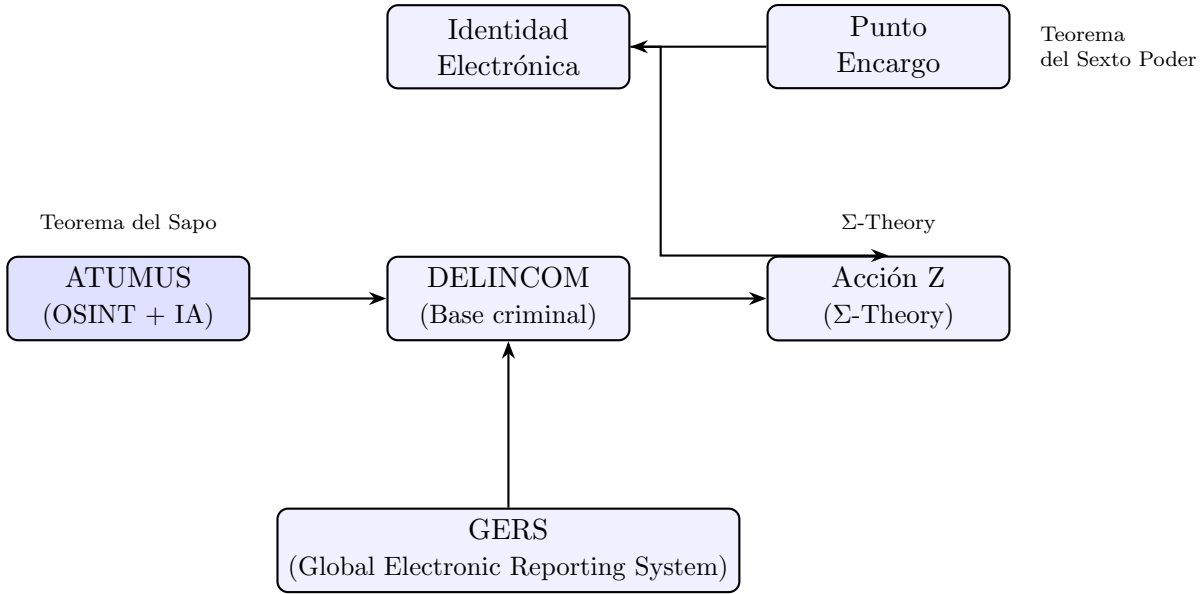 Identidad
Electrónica
Punto
Encargo
Teorema
del Sexto Poder
Teorema del Sapo
Σ-Theory
ATUMUS
(OSINT + IA)
DELINCOM
(Base criminal)
Acción Z
(Σ-Theory)
GERS
(Global Electronic Reporting System)